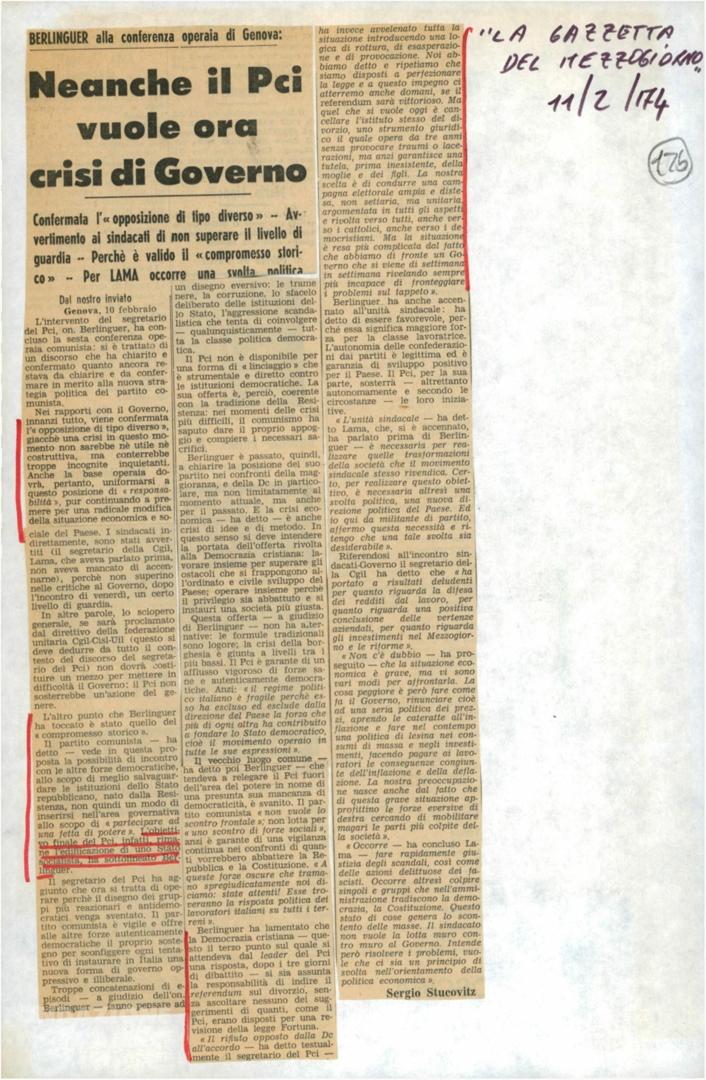 BERLINGUER alla conferenza operaia di Genova:
Neanche il Pci
vuole ora
crisi di Governo
Confermata l'«opposizione di tipo diverso» -- Av-
vertimento ai sindacati di non superare il livello di
guardia -- Perchè è valido il «compromesso stori-
co» -- Per LAMA occorre una svolta politica
Dal nostro inviato
Genova, 10 febbraio
L'intervento del segretario
del Pci, on. Berlinguer, ha con-
cluso la sesta conferenza ope-
raia comunista: si è trattato di
un discorso che ha chiarito e
confermato quanto ancora re-
stava da chiarire e da confer-
mare in merito alla nuova stra-
tegia politica del partito co-
munista.
Nei rapporti con il Governo,
innanzi tutto, viene confermata
l'«opposizione di tipo diverso»,
giacchè una crisi in questo mo-
mento non sarebbe nè utile nè
costruttiva, ma conterrebbe
troppe incognite inquietanti.
Anche la base operaia do-
vrà, pertanto, uniformarsi a
questo posizione di «responsa-
bilità», pur continuando a pre-
mere per una radicale modifica
della situazione economica e so-
ciale del Paese. I sindacati in-
direttamente, sono stati avver-
titi (il segretario della Cgil,
Lama, che aveva parlato prima,
non aveva mancato di accen-
narne), perchè non superino
nelle critiche al Governo, dopo
l'incontro di venerdì, un certo
livello di guardia.
In altre parole, lo sciopero
generale, se sarà proclamato
dal direttivo della federazione
unitaria Cgil-Cisl-Uil (questo si
deve dedurre da tutto il conte-
sto del discorso del segreta-
rio del Pci) non dovrà costi-
tuire un mezzo per mettere in
difficoltà il Governo: il Pci non
sosterrebbe un'azione del ge-
nere.
L'altro punto che Berlinguer
ha toccato è stato quello del
«compromesso storico».
Il partito comunista — ha
detto — vede in questa pro-
posta la possibilità di incontro
con le altre forze democratiche,
allo scopo di meglio salvaguar-
dare le istituzioni dello Stato
repubblicano, nato dalla Resi-
stenza, non quindi un modo di
inserirsi nell'area governativa
allo scopo di «partecipare ad
una fetta di potere». L'obietti-
vo finale del Pci, infatti, rima-
ne l'edificazione di uno Stato
socialista, ha sottolineato Ber-
linguer.
Il segretario del Pci ha ag-
giunto che ora si tratta di ope-
rare perchè il disegno dei grup-
pi più reazionari e antidemo-
cratici venga sventato. Il par-
tito comunista è vigile e offre
alle altre forze autenticamente
democratiche il proprio soste-
gno per sconfiggere ogni tenta-
tivo di instaurare in Italia una
nuova forma di governo op-
pressivo e illiberale.
Troppe concatenazioni di e-
pisodi — a giudizio dell'on.
Berlinguer — fanno pensare ad
un disegno eversivo: le trame
nere, la corruzione, lo sfacelo
deliberato delle istituzioni del-
lo Stato, l'aggressione scanda-
listica che tenta di coinvolgere
— qualunquisticamente — tut-
ta la classe politica democra-
tica.
Il Pci non è disponibile per
una forma di «linciaggio» che
è strumentale e diretto contro
le istituzioni democratiche. La
sua offerta è, perciò, coerente
con la tradizione della Resi-
stenza: nei momenti delle crisi
più difficili, il comunismo ha
saputo dare il proprio appog-
gio e compiere i necessari sa-
crifici.
Berlinguer è passato, quindi,
a chiarire la posizione del suo
partito nei confronti della mag-
gioranza, e della Dc in partico-
lare, ma non limitatamente al
momento attuale, ma anche
per il passato. E la crisi eco-
nomica — ha detto — è anche
crisi di idee e di metodo. In
questo senso si deve intendere
la portata dell'offerta rivolta
alla Democrazia cristiana: la-
vorare insieme per superare gli
ostacoli che si frappongono al-
l'ordinato e civile sviluppo del
Paese; operare insieme perchè
il privilegio sia abbattuto e si
instauri una società più giusta.
Questa offerta — a giudizio
di Berlinguer — non ha alter-
native: le formule tradizionali
sono logore; la crisi della bor-
ghesia è giunta a livelli tra i
più bassi. Il Pci è garante di un
afflusso vigoroso di forze sa-
ne e autenticamente democra-
tiche. Anzi: «il regime politi-
co italiano è fragile perchè es-
so ha escluso ed esclude dalla
direzione del Paese la forza che
più di ogni altra ha contribuito
a fondare lo Stato democratico,
cioè il movimento operaio in
tutte le sue espressioni».
Il vecchio luogo comune —
ha detto poi Berlinguer — che
tendeva a relegare il Pci fuori
dell'area del potere in nome di
una presunta sua mancanza di
democraticità, è svanito. Il par-
tito comunista «non vuole lo
scontro frontale»; non lotta per
«uno scontro di forze sociali»,
anzi è garante di una vigilanza
continua nei confronti di quan-
ti vorrebbero abbattere la Re-
pubblica e la Costituzione. «A
queste forze oscure che trama-
no spregiudicatamente noi di-
ciamo: state attenti! Esse tro-
veranno la risposta politica dei
lavoratori italiani su tutti i ter-
reni».
Berlinguer ha lamentato che
la Democrazia cristiana — que-
sto il terzo punto sul quale si
attendeva dal leader del Pci
una risposta, dopo i tre giorni
di dibattito — si sia assunta
la responsabilità di indire il
referendum sul divorzio, sen-
za ascoltare nessuno dei sug-
gerimenti di quanti, come il
Pci, erano disposti per una re-
visione della legge Fortuna.
«Il rifiuto opposto dalla Dc
all'accordo — ha detto testual-
mente il segretario del Pci —
ha invece avvelenato tutta la
situazione introducendo una lo-
gica di rottura, di esasperazio-
ne e di provocazione. Noi ab-
biamo detto e ripetiamo che
siamo disposti a perfezionare
la legge e a questo impegno ci
atterremo anche domani, se il
referendum sarà vittorioso. Ma
quel che si vuole oggi è can-
cellare l'istituto stesso del di-
vorzio, uno strumento giuridi-
co il quale opera da tre anni
senza provocare traumi o lace-
razioni, ma anzi garantisce una
tutela, prima inesistente, della
moglie e dei figli. La nostra
scelta è di condurre una cam-
pagna elettorale ampia e diste-
sa, non settaria, ma unitaria,
argomentata in tutti gli aspetti
e rivolta verso tutti, anche ver-
so i cattolici, anche verso i de-
mocristiani. Ma la situazione
è resa più complicata dal fatto
che abbiamo di fronte un Go-
verno che si viene di settimana
in settimana rivelando sempre
più incapace di fronteggiare
i problemi sul tappeto».
Berlinguer ha anche accen-
nato all'unità sindacale: ha
detto di essere favorevole, per-
ché essa significa maggiore for-
za per la classe lavoratrice.
L'autonomia delle confederazio-
ni dai partiti è legittima ed è
garanzia di sviluppo positivo
per il Paese. Il Pci, per la sua
parte, sosterrà — altrettanto
autonomamente e secondo le
circostanze — le loro inizia-
tive.
«L'unità sindacale — ha det-
to Lama, che, si è accennato,
ha parlato prima di Berlin-
guer — è necessaria per rea-
lizzare quelle trasformazioni
della società che il movimento
sindacale stesso rivendica. Cer-
to, per realizzare questo obiet-
tivo, è necessaria altresì una
svolta politica, una nuova di-
rezione politica del Paese. Ed
io qui da militante di partito,
affermo questa necessità e ri-
tengo che una tale svolta sia
desiderabile».
Riferendosi all'incontro sin-
dacati-Governo il segretario del-
la Cgil ha detto che «ha
portato a risultati deludenti
per quanto riguarda la difesa
dei redditi dal lavoro, per
quanto riguarda una positiva
conclusione delle vertenze
aziendali, per quanto riguarda
gli investimenti nel Mezzogior-
no e le riforme».
«Non c'è dubbio — ha pro-
seguito — che la situazione eco-
nomica è grave, ma vi sono
vari modi per affrontarla. La
cosa peggiore è però fare come
fa il Governo, rinunciare cioè
ad una seria politica dei prez-
zi, aprendo le cateratte all'in-
flazione e fare nel contempo
una politica di lesina nei con-
sumi di massa e negli investi-
menti, facendo pagare ai lavo-
ratori le conseguenze congiun-
te dell'inflazione e della defla-
zione. La nostra preoccupazio-
ne nasce anche dal fatto che
di questa grave situazione ap-
profittino le forze eversive di
destra cercando di mobilitare
magari le parti più colpite del-
la società».
«Occorre — ha concluso La-
ma — fare rapidamente giu-
stizia degli scandali, così come
delle azioni delittuose dei fa-
scisti. Occorre altresì colpire
singoli e gruppi che nell'ammi-
nistrazione tradiscono la demo-
crazia, la Costituzione. Questo
stato di cose genera lo scon-
tento delle masse. Il sindacato
non vuole la lotta muro con-
tro muro al Governo. Intende
però risolvere i problemi, vuo-
le che ci sia un principio di
svolta nell'orientamento della
politica economica».
Sergio Stucovitz
"LA GAZZETTA
DEL MEZZOGIORNO"
11/2/74
126